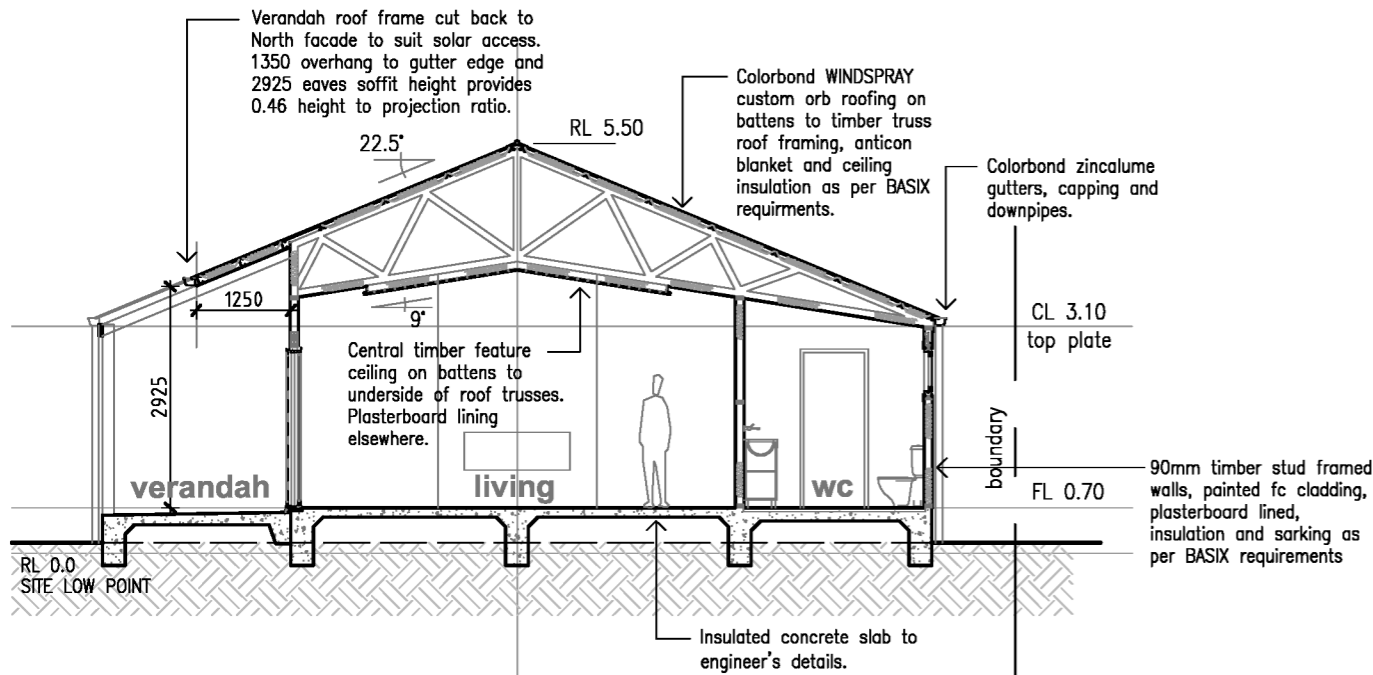 Verandah roof frame cut back to
North facade to suit solar access.
1350 overhang to gutter edge and
2925 eaves soffit height provides
0.46 height to projection ratio.
22.5°
RL 5.50
Colorbond WINDSPRAY
custom orb roofing on
battens to timber truss
roof framing, anticon
blanket and ceiling
insulation as per BASIX
requirments.
Colorbond zincalume
gutters, capping and
downpipes.
1250
9°
2925
CL 3.10
top plate
Central timber feature
ceiling on battens to
underside of roof trusses.
Plasterboard lining
elsewhere.
boundary
verandah
living
wc
FL 0.70
90mm timber stud framed
walls, painted fc cladding,
plasterboard lined,
insulation and sarking as
per BASIX requirements
RL 0.0
SITE LOW POINT
Insulated concrete slab to
engineer's details.